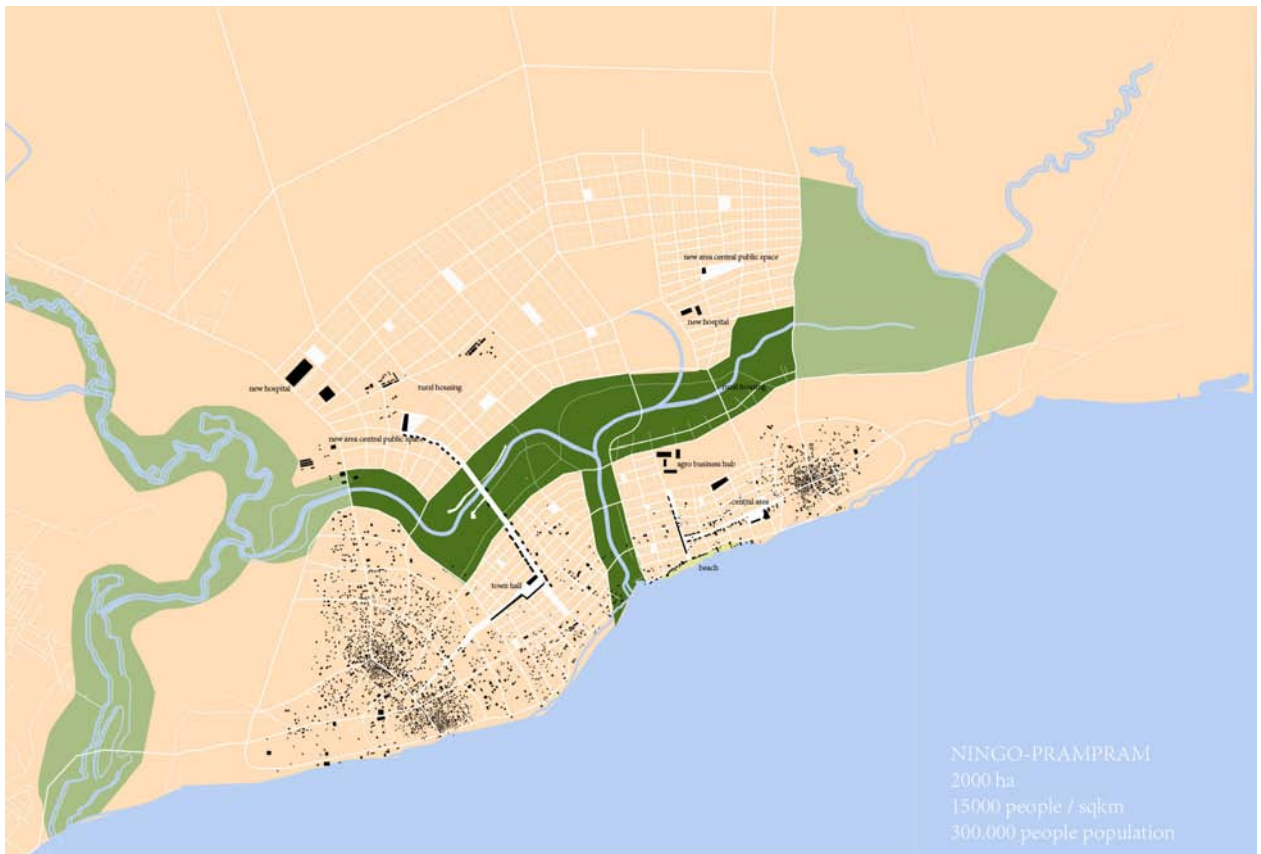 new area central public space
new hospital
new hospital
rural housing
rural housing
new area central public space
agro business hub
central area
beach
town hall
NINGO-PRAMPRAM
2000 ha
15000 people / sqkm
300.000 people population